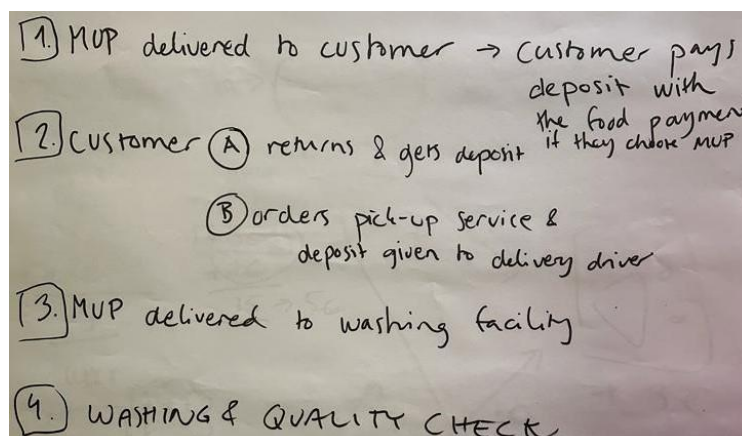 1. MUP delivered to customer → customer pays
deposit with
the food payment
if they choose MUP
2. customer A returns & gets deposit
B orders pick-up service &
deposit given to delivery driver
3. MUP delivered to washing facility
4. WASHING & QUALITY CHECK